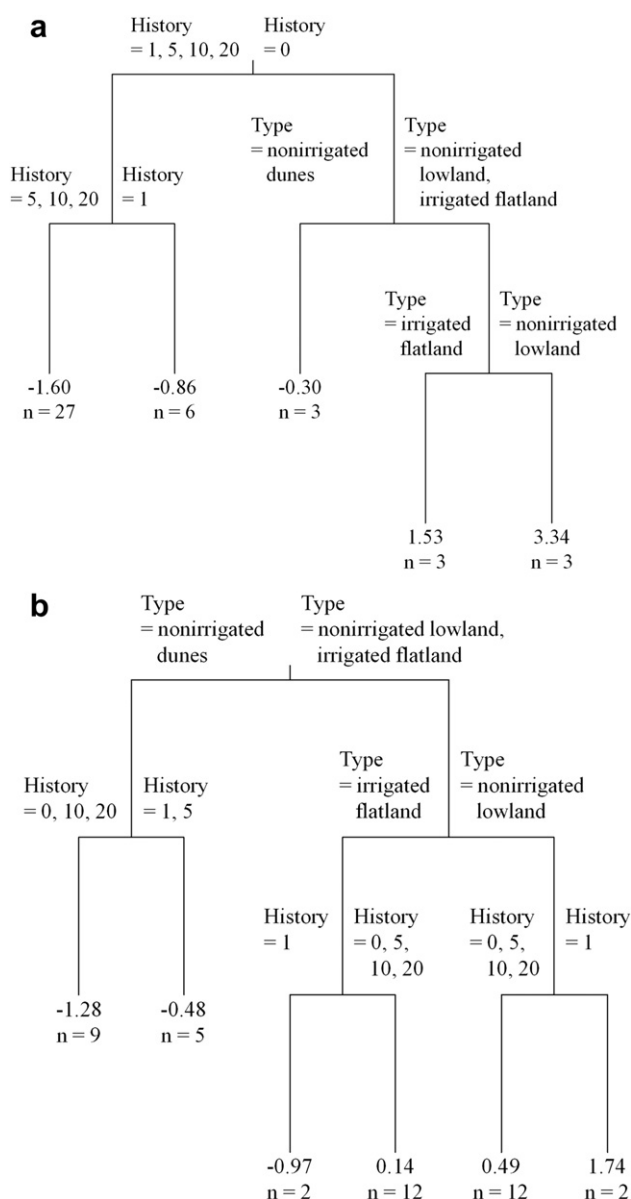 a
History
= 1, 5, 10, 20
History
= 0
Type
= nonirrigated
dunes
Type
= nonirrigated
lowland,
irrigated flatland
History
= 5, 10, 20
History
= 1
Type
= irrigated
flatland
Type
= nonirrigated
lowland
-1.60
n = 27
-0.86
n = 6
-0.30
n = 3
1.53
n = 3
3.34
n = 3
b
Type
= nonirrigated
dunes
Type
= nonirrigated lowland,
irrigated flatland
History
= 0, 10, 20
History
= 1, 5
Type
= irrigated
flatland
Type
= nonirrigated
lowland
History
= 1
History
= 0, 5,
10, 20
History
= 0, 5,
10, 20
History
= 1
-1.28
n = 9
-0.48
n = 5
-0.97
n = 2
0.14
n = 12
0.49
n = 12
1.74
n = 2